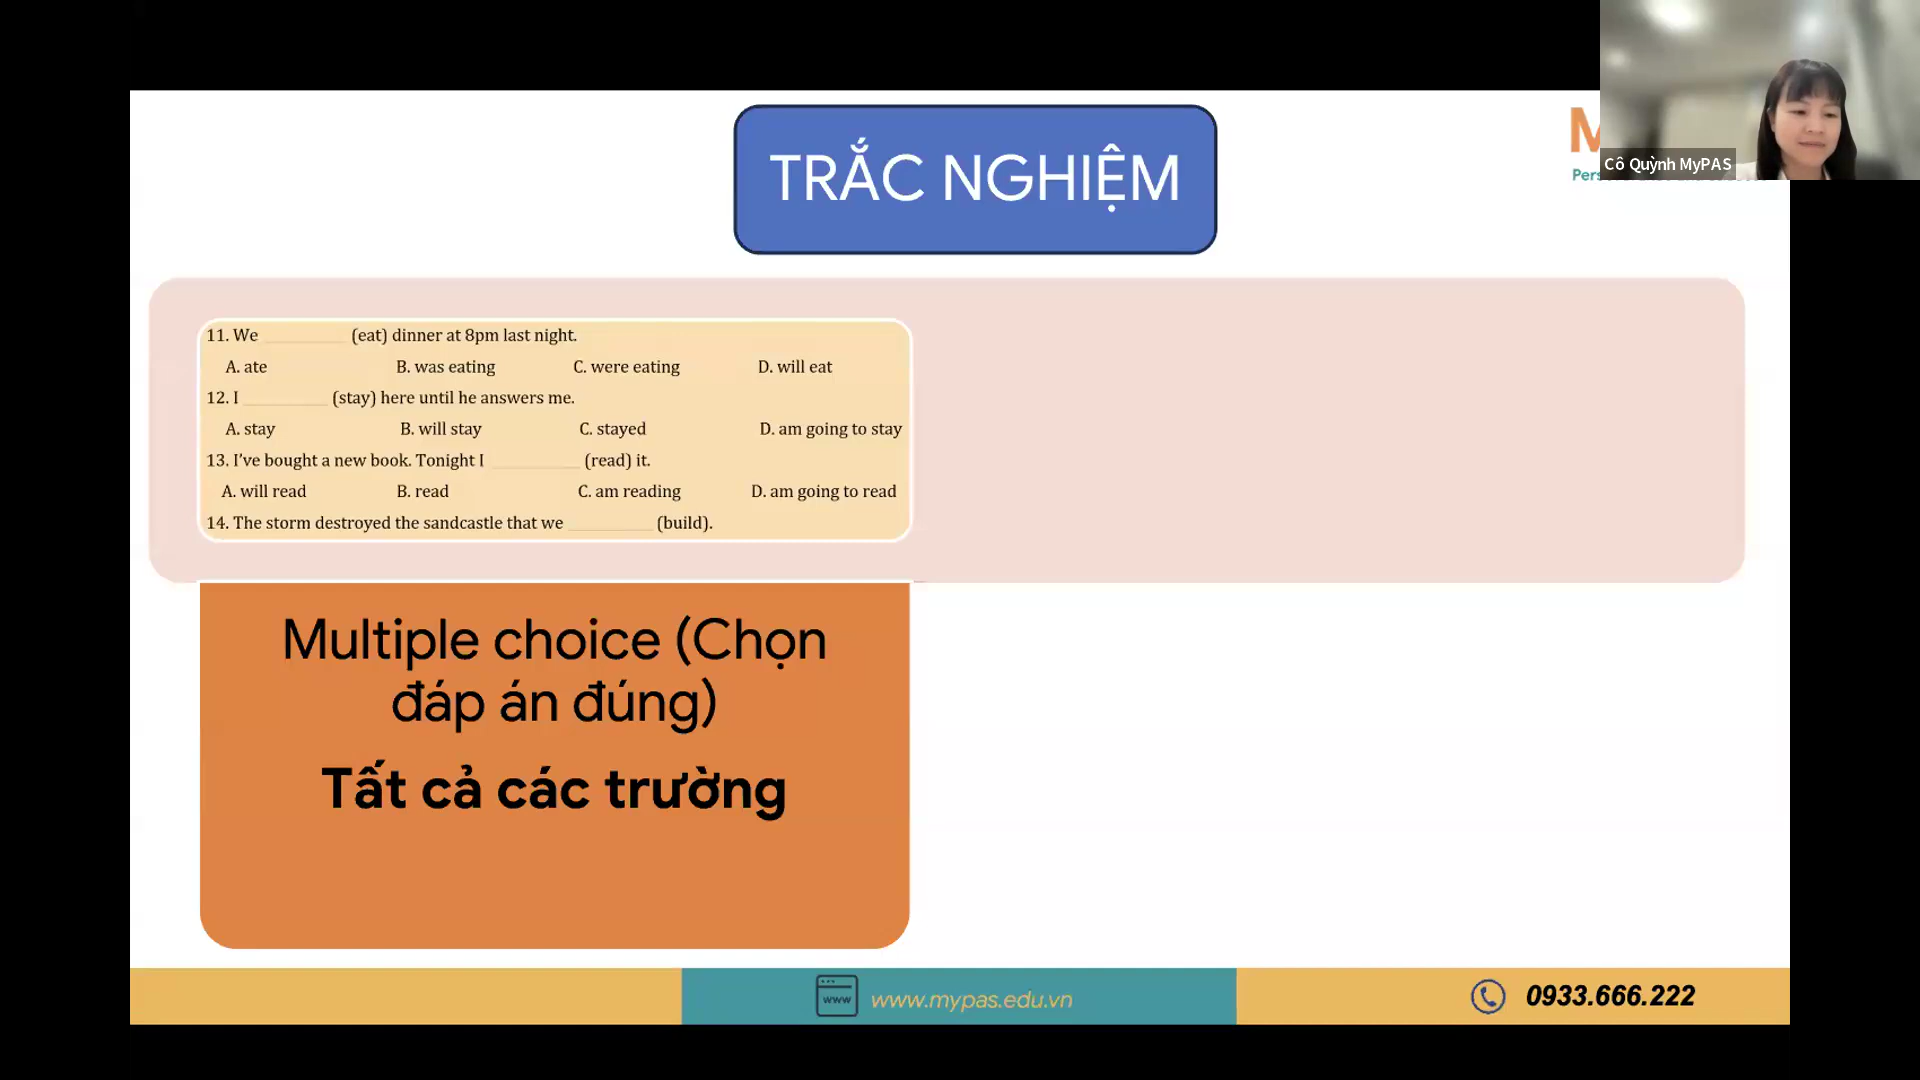 TRẮC NGHIỆM
M
Cô Quỳnh MyPAS
11. We __________ (eat) dinner at 8pm last night.
A. ate B. was eating C. were eating D. will eat
12. I __________ (stay) here until he answers me.
A. stay B. will stay C. stayed D. am going to stay
13. I’ve bought a new book. Tonight I __________ (read) it.
A. will read B. read C. am reading D. am going to read
14. The storm destroyed the sandcastle that we __________ (build).
Multiple choice (Chọn
đáp án đúng)
Tất cả các trường
www
www.mypas.edu.vn
0933.666.222